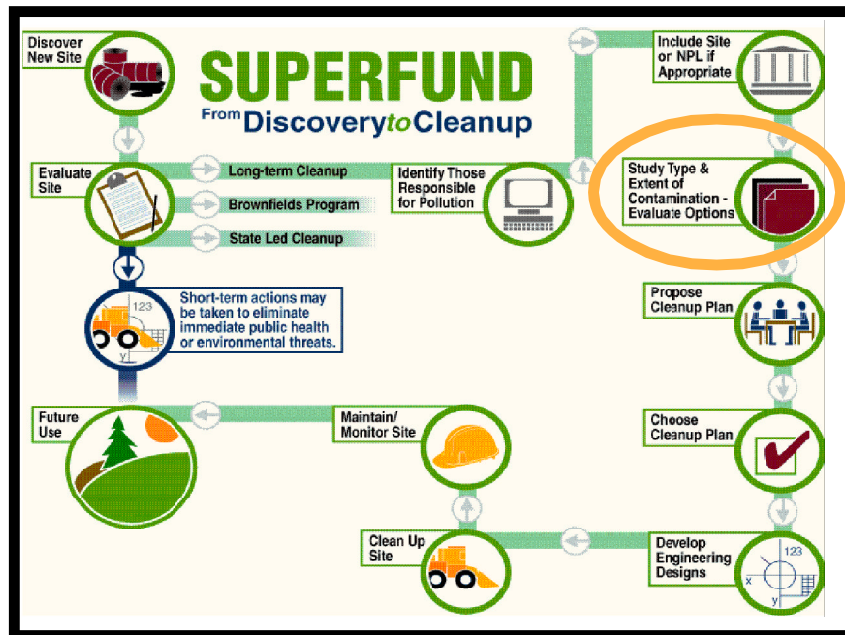 Discover
New Site
SUPERFUND
From Discovery to Cleanup
Include Site
or NPL if
Appropriate
Evaluate
Site
Long-term Cleanup
Brownfields Program
State Led Cleanup
Identify Those
Responsible
for Pollution
Study Type &
Extent of
Contamination -
Evaluate Options
123
y
Short-term actions may
be taken to eliminate
immediate public health
or environmental threats.
Propose
Cleanup Plan
Future
Use
Maintain/
Monitor Site
Choose
Cleanup Plan
Clean Up
Site
Develop
Engineering
Designs
123
x
y